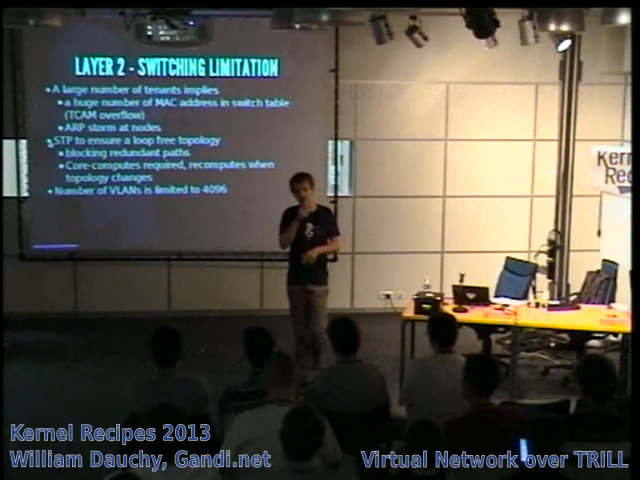 LAYER 2 - SWITCHING LIMITATION
•A large number of tenants implies
•a huge number of MAC address in switch table
(TCAM overflow)
•ARP storm at nodes
•STP to ensure a loop free topology
•blocking redundant paths
•Core-computes required, recomputes when
topology changes
•Number of VLANs is limited to 4096
Kernel Recipes 2013
William Dauchy, Gandi.net
Virtual Network over TRILL